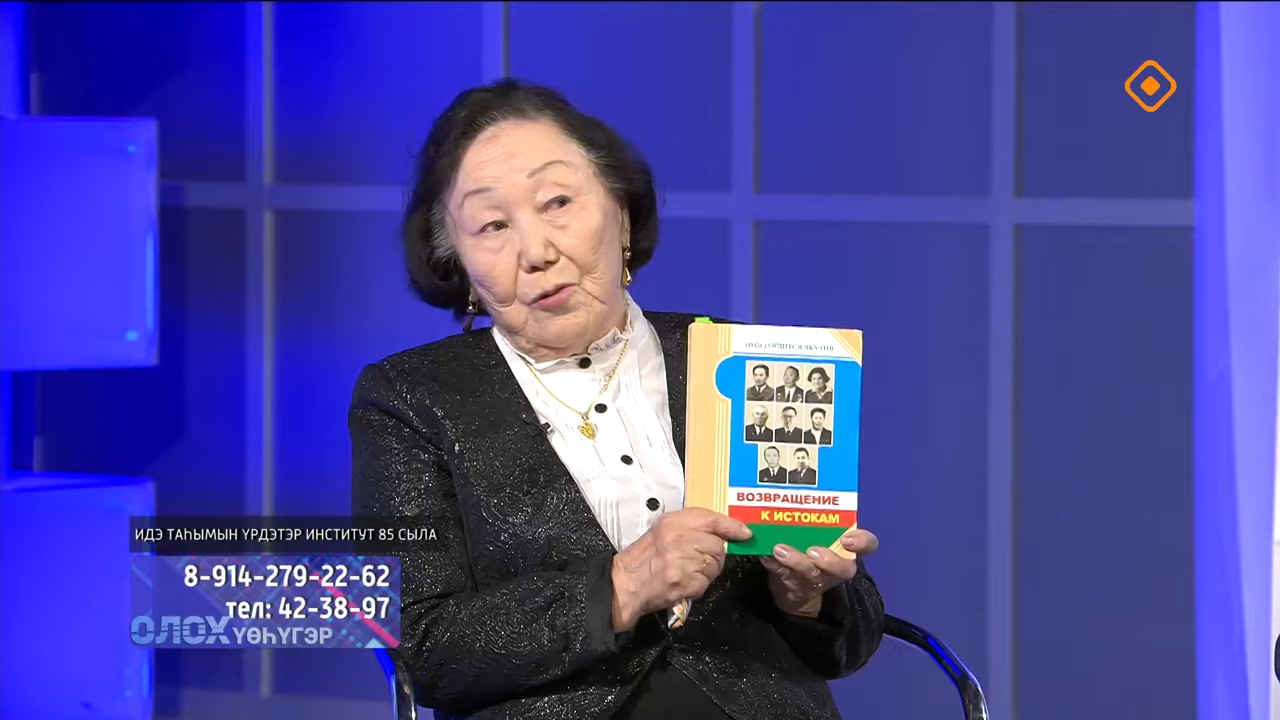 ВОЗВРАЩЕНИЕ
К ИСТОКАМ
ИДЭ ТАҺЫМЫН ҮРДЭТЭР ИНСТИТУТ 85 СЫЛА
8-914-279-22-62
тел: 42-38-97
ОЛОХ
ҮӨҺҮГЭР